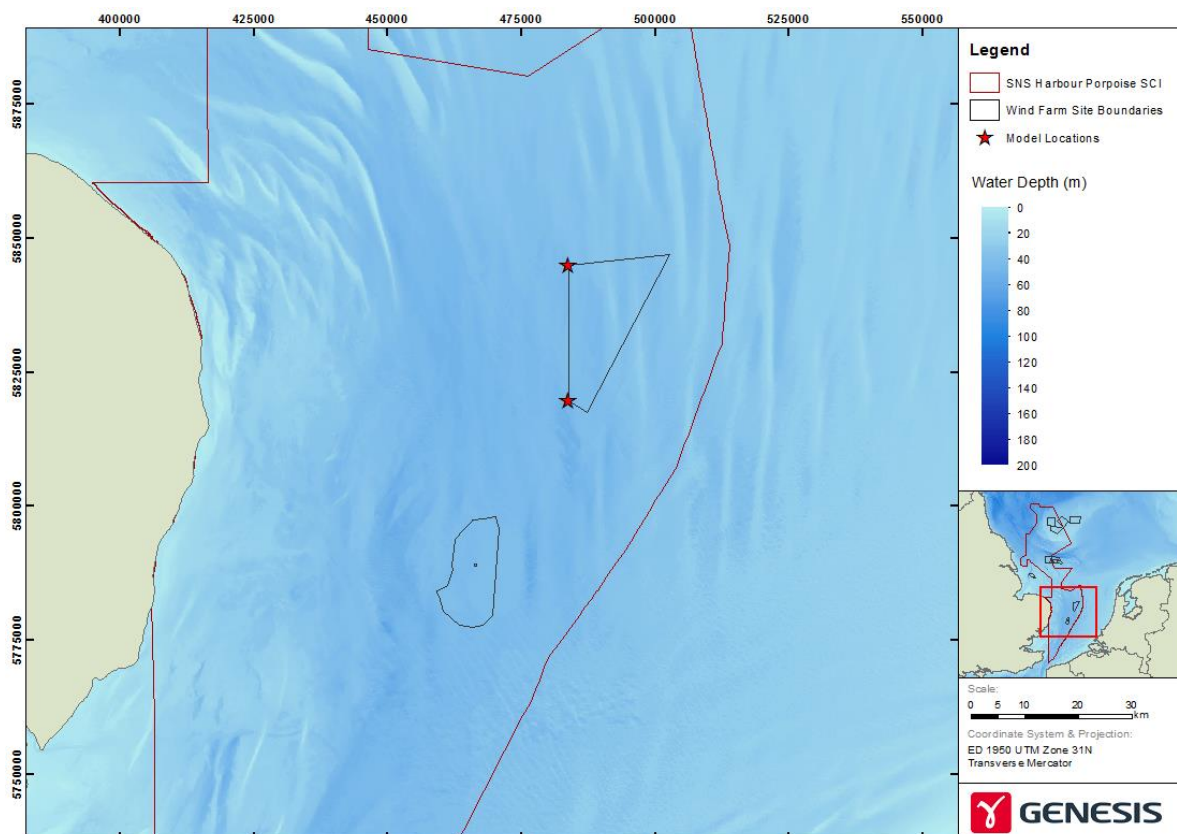 400000 425000 450000 475000 500000 525000 550000
5875000
5850000
5825000
5800000
5775000
5750000
Legend
SNS Harbour Porpoise SCI
Wind Farm Site Boundaries
Model Locations
Water Depth (m)
0
20
40
60
80
100
120
140
160
180
200
Scale:
0 5 10 20 30
km
Coordinate System & Projection:
ED 1950 UTM Zone 31N
Transverse Mercator
GENESIS